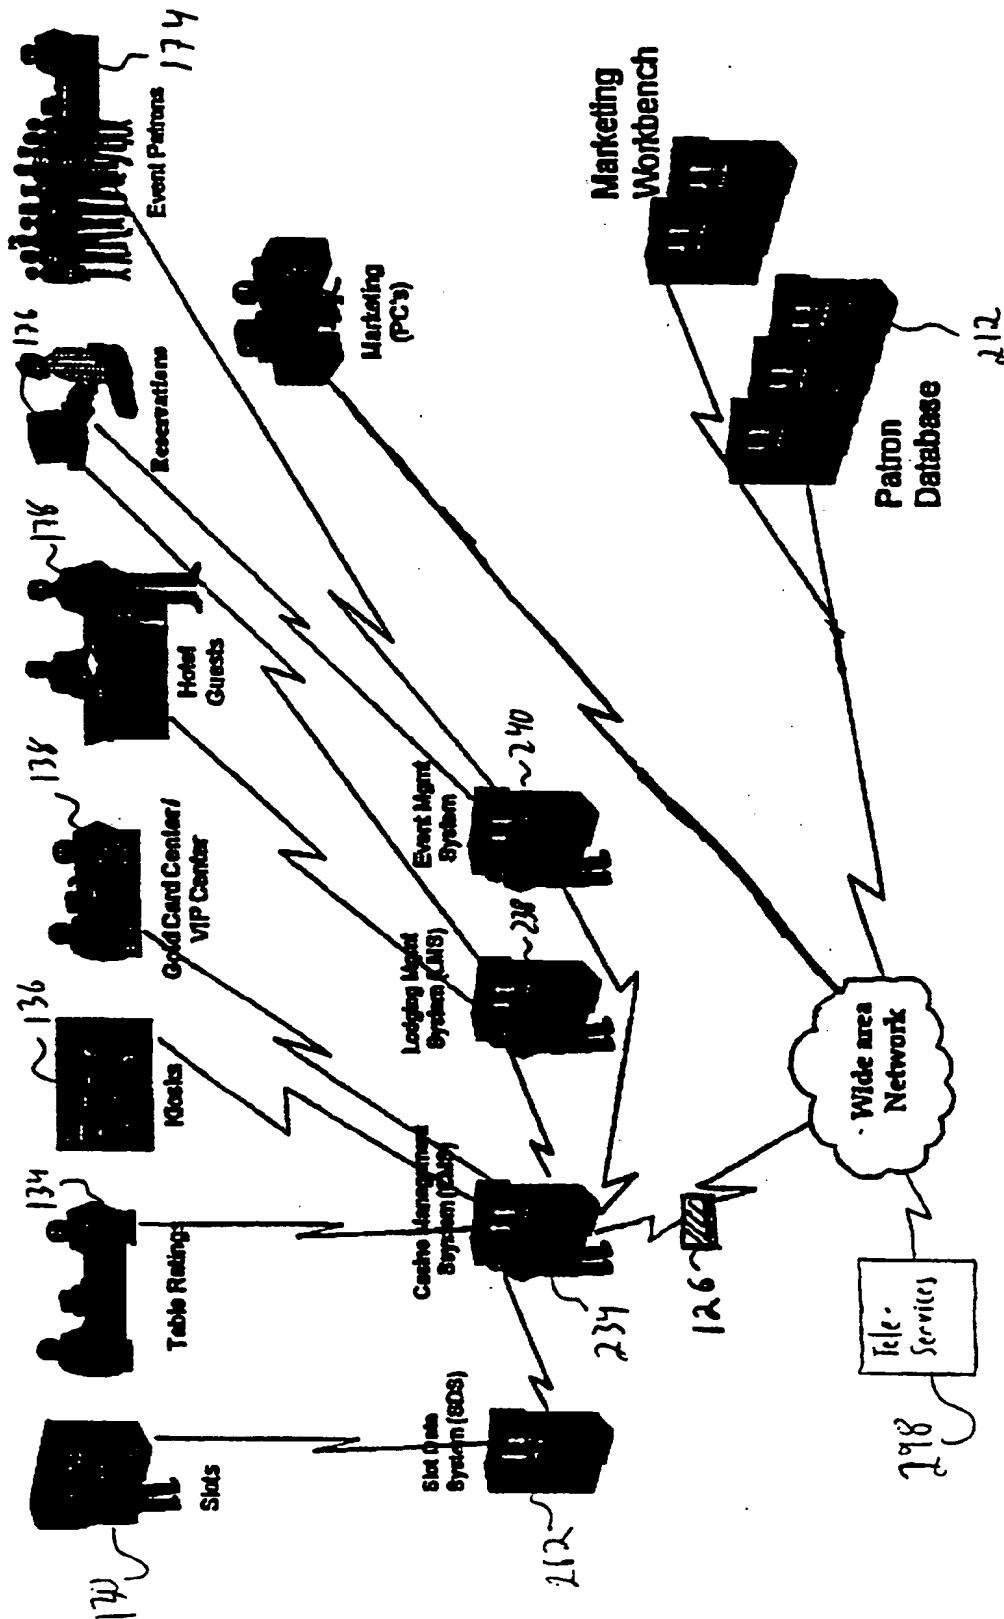 134
136
138
178
176
174
Slots
Table Ratings
Kiosks
Gold Card Center/
VIP Center
Hotel
Guests
Reservations
Event Patrons
Slot Data
System (SDS)
Casino Management
System (CMS)
Lodging Mgmt
System (LMS)
Event Mgmt
System
Marketing
(PC's)
262
234
238
240
126
Marketing
Workbench
Patron
Database
212
Wide area
Network
Tele-
Services
298